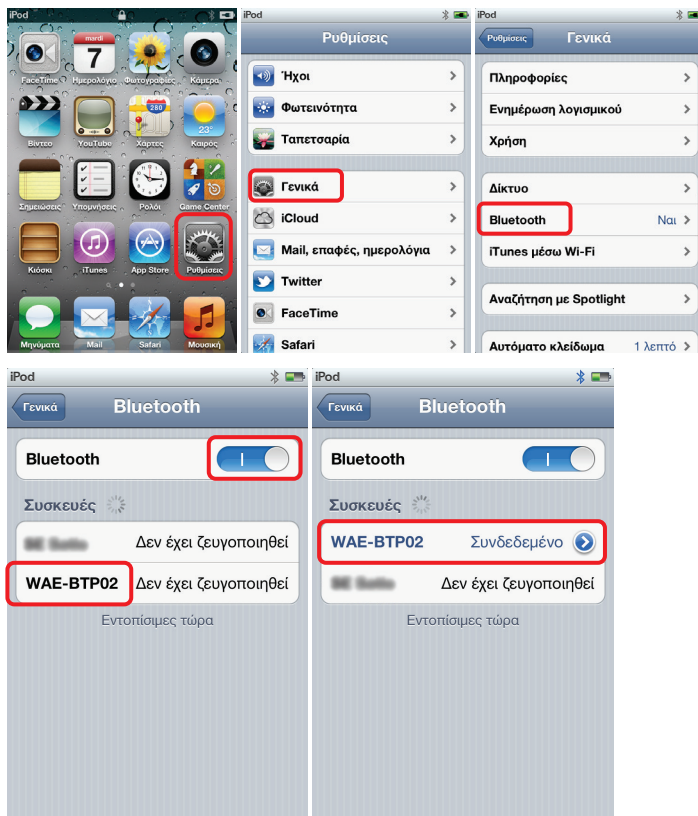 iPod
mardi
7
FaceTime Ημερολόγιο Φωτογραφίες Κάμερα
280
23°
Βίντεο YouTube Χάρτες Καιρός
Σημειώσεις Υπομνήσεις Ρολόι Game Center
Κιόσκι iTunes App Store Ρυθμίσεις
Μηνύματα Mail Safari Μουσική
iPod
Ρυθμίσεις
Ήχοι
Φωτεινότητα
Ταπετσαρία
Γενικά
iCloud
Mail, επαφές, ημερολόγια
Twitter
FaceTime
Safari
iPod
Ρυθμίσεις Γενικά
Πληροφορίες
Ενημέρωση λογισμικού
Χρήση
Δίκτυο
Bluetooth Ναι
iTunes μέσω Wi-Fi
Αναζήτηση με Spotlight
Αυτόματο κλείδωμα 1 λεπτό
iPod
Γενικά Bluetooth
Bluetooth
Συσκευές
Δεν έχει ζευγοποιηθεί
WAE-BTP02 Δεν έχει ζευγοποιηθεί
Εντοπίσιμες τώρα
iPod
Γενικά Bluetooth
Bluetooth
Συσκευές
WAE-BTP02 Συνδεδεμένο
Δεν έχει ζευγοποιηθεί
Εντοπίσιμες τώρα